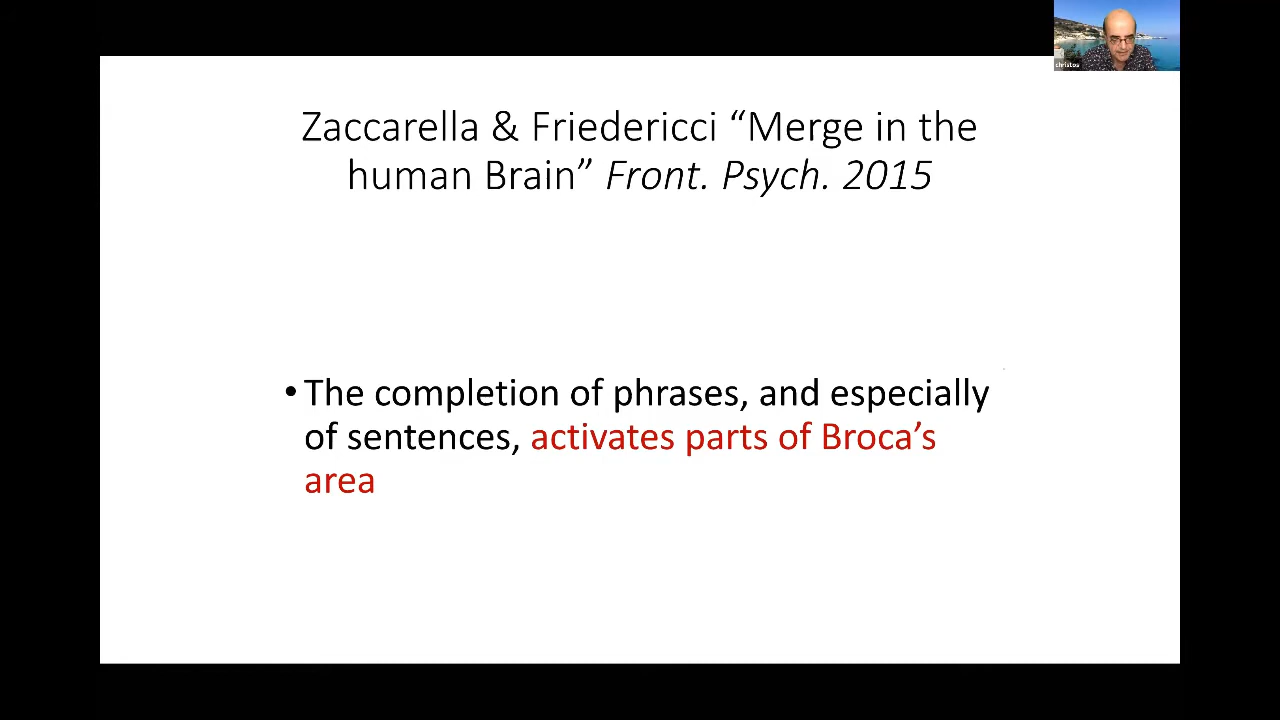 christos
Zaccarella & Friedericci “Merge in the
human Brain” Front. Psych. 2015
• The completion of phrases, and especially
of sentences, activates parts of Broca’s
area